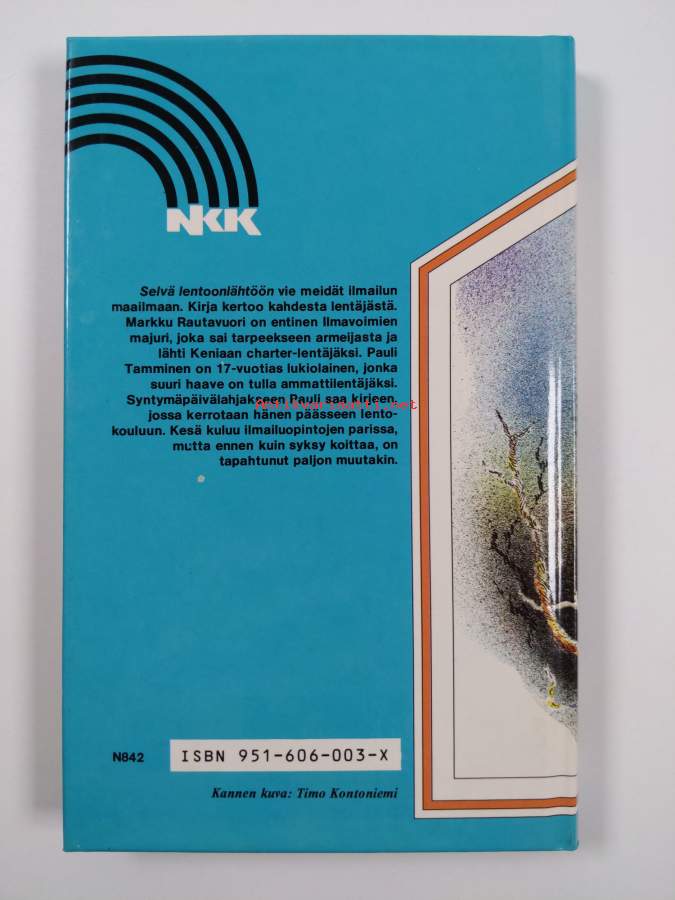 NKK
Selvä lentoonlähtöön vie meidät ilmailun
maailmaan. Kirja kertoo kahdesta lentäjästä.
Markku Rautavuori on entinen Ilmavoimien
majuri, joka sai tarpeekseen armeijasta ja
lähti Keniaan charter-lentäjäksi. Pauli
Tamminen on 17-vuotias lukiolainen, jonka
suuri haave on tulla ammattilentäjäksi.
Syntymäpäivälahjakseen Pauli saa kirjeen,
jossa kerrotaan hänen päässeen lento-
kouluun. Kesä kuluu ilmailuopintojen parissa,
mutta ennen kuin syksy koittaa, on
tapahtunut paljon muutakin.
Antikvariaatti.net
N842 ISBN 951-606-003-X
Kannen kuva: Timo Kontoniemi